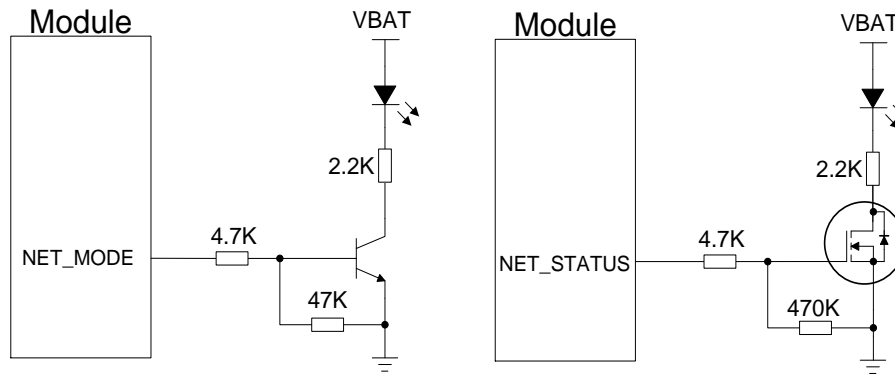 Module
VBAT
2.2K
4.7K
NET_MODE
47K
Module
VBAT
2.2K
4.7K
NET_STATUS
470K